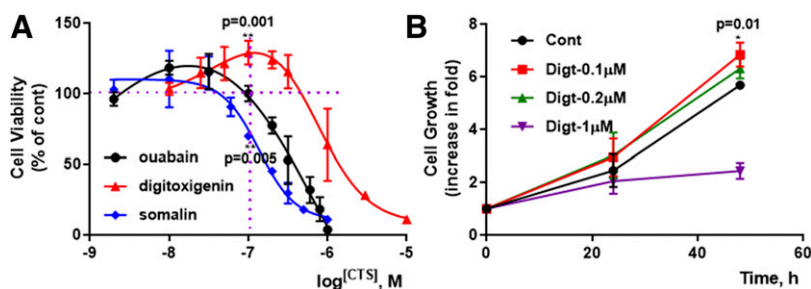 A
p=0.001
**
150
100
50
0
Cell Viability
(% of cont)
ouabain
digitoxigenin
somalin
**
p=0.005
-9
-8
-7
-6
-5
log[CTS], M
B
p=0.01
*
8
6
4
2
0
Cell Growth
(increase in fold)
Cont
Digt-0.1μM
Digt-0.2μM
Digt-1μM
0
20
40
60
Time, h